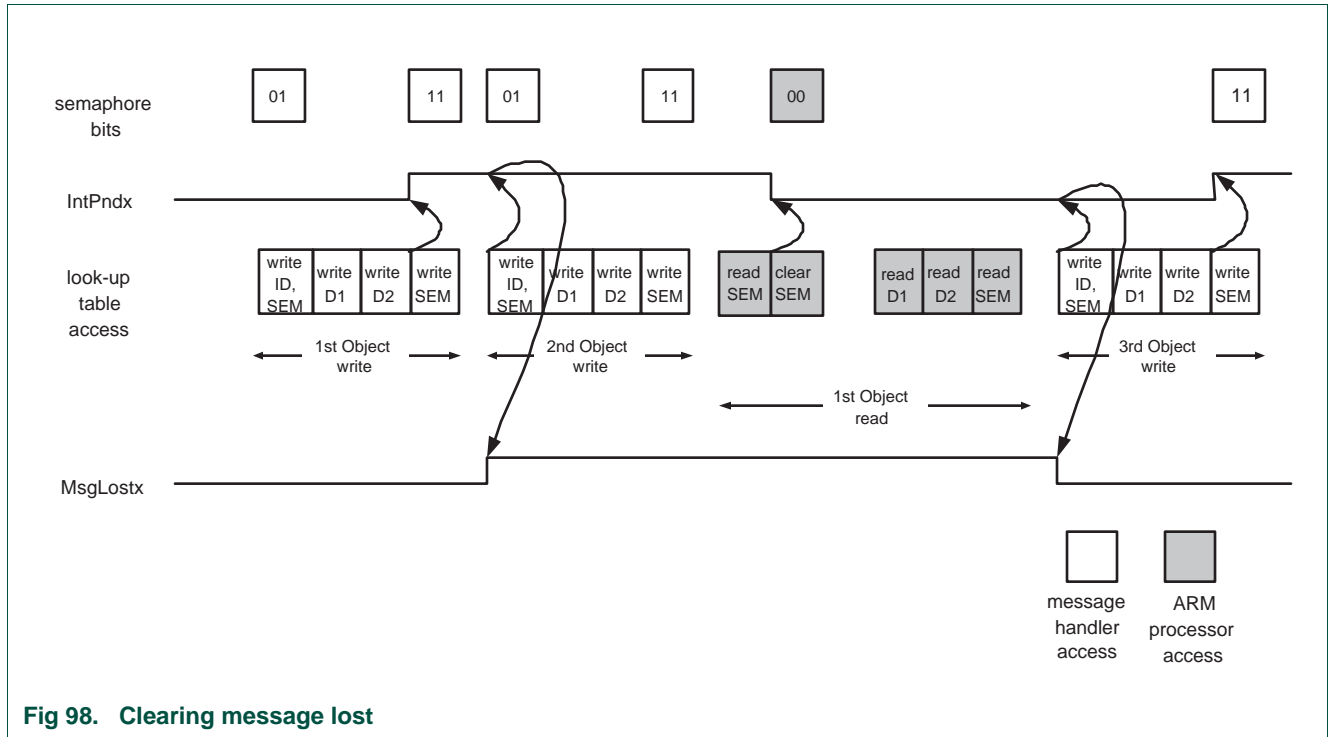 semaphore
bits
01
11
01
11
00
11
IntPndx
look-up
table
access
write
ID,
SEM
write
D1
write
D2
write
SEM
write
ID,
SEM
write
D1
write
D2
write
SEM
read
SEM
clear
SEM
read
D1
read
D2
read
SEM
write
ID,
SEM
write
D1
write
D2
write
SEM
1st Object
write
2nd Object
write
3rd Object
write
1st Object
read
MsgLostx
message
handler
access
ARM
processor
access
Fig 98. Clearing message lost